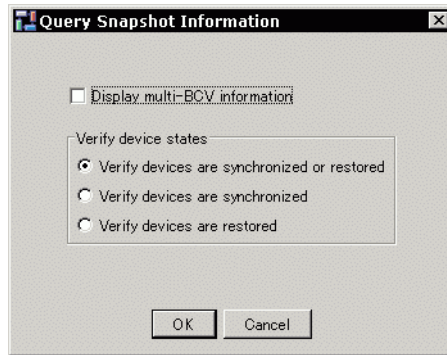 Query Snapshot Information
Display multi-BCV information
Verify device states
Verify devices are synchronized or restored
Verify devices are synchronized
Verify devices are restored
OK
Cancel